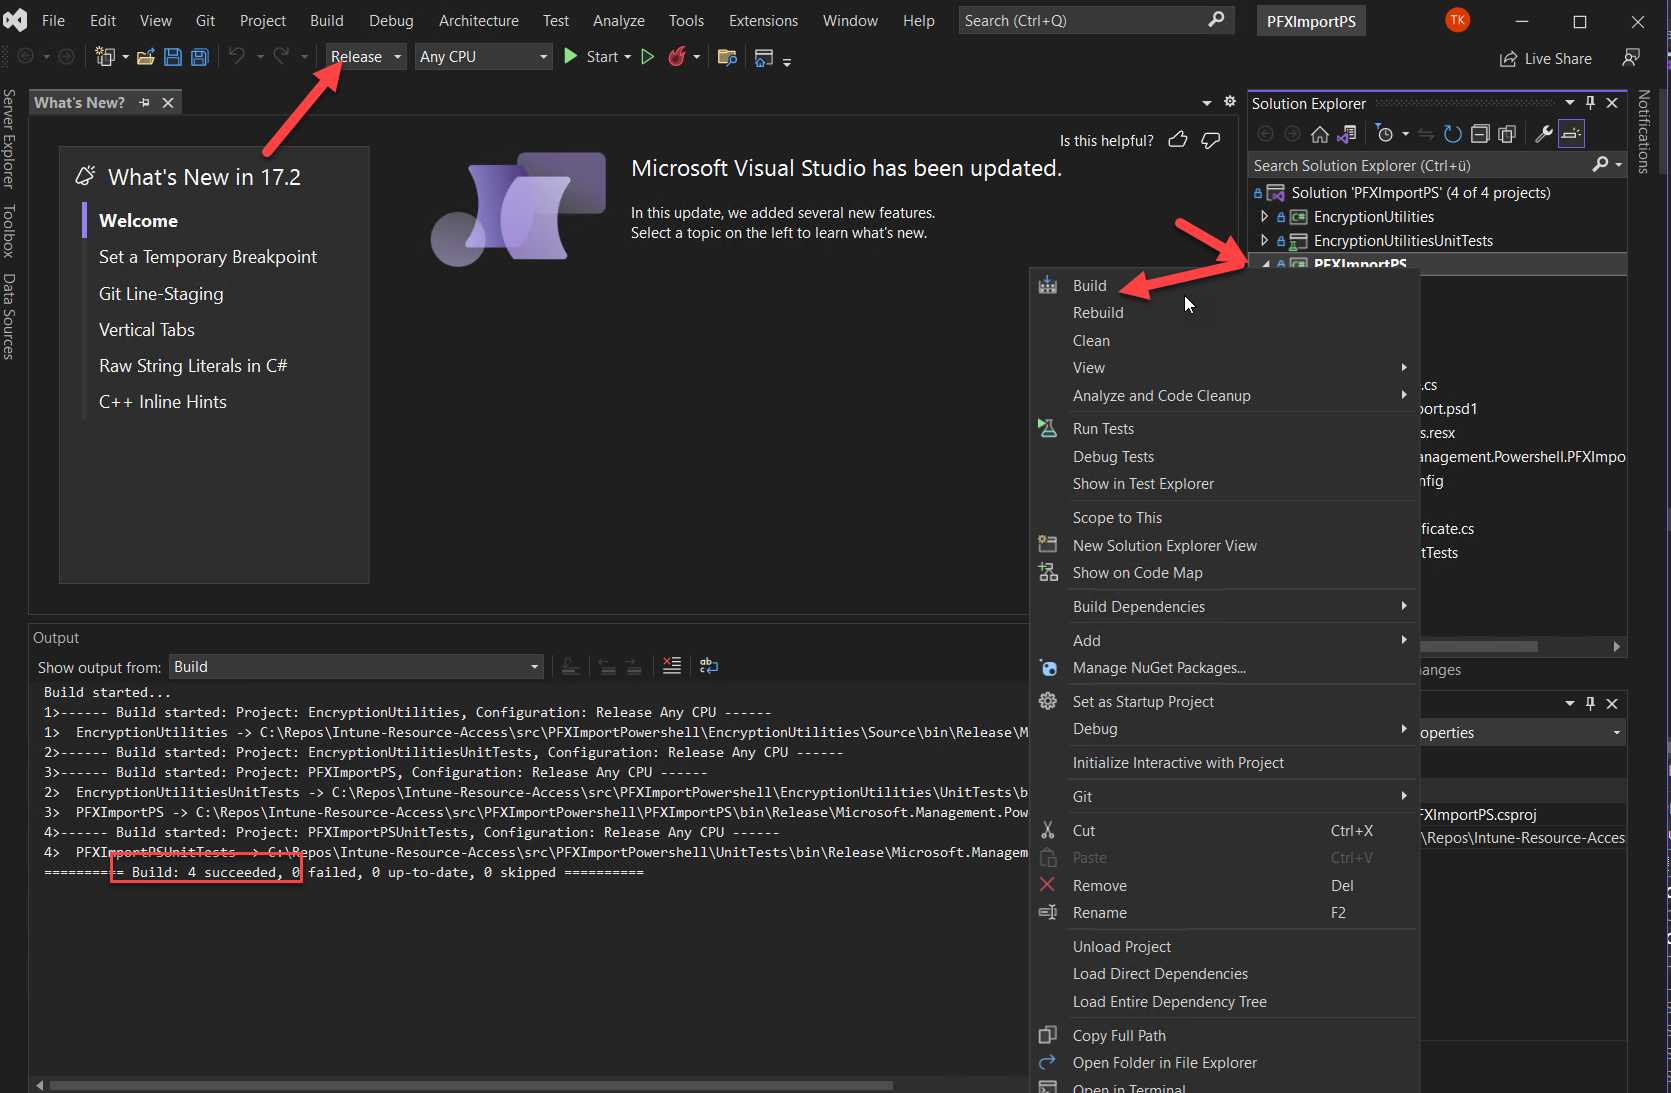 File Edit View Git Project Build Debug Architecture Test Analyze Tools Extensions Window Help Search (Ctrl+Q) PFXImportPS TK
Release Any CPU Start Live Share
Server Explorer
Toolbox
Data Sources
What's New?
What's New in 17.2
Welcome
Set a Temporary Breakpoint
Git Line-Staging
Vertical Tabs
Raw String Literals in C#
C++ Inline Hints
Is this helpful?
Microsoft Visual Studio has been updated.
In this update, we added several new features.
Select a topic on the left to learn what's new.
Solution Explorer
Search Solution Explorer (Ctrl+ü)
Solution 'PFXImportPS' (4 of 4 projects)
EncryptionUtilities
EncryptionUtilitiesUnitTests
PFXImportPS
.cs
ort.psd1
s.resx
nagement.Powershell.PFXImpo
nfig
ficate.cs
tTests
Notifications
Build
Rebuild
Clean
View
Analyze and Code Cleanup
Run Tests
Debug Tests
Show in Test Explorer
Scope to This
New Solution Explorer View
Show on Code Map
Build Dependencies
Add
Manage NuGet Packages...
Set as Startup Project
Debug
Initialize Interactive with Project
Git
Cut Ctrl+X
Paste Ctrl+V
Remove Del
Rename F2
Unload Project
Load Direct Dependencies
Load Entire Dependency Tree
Copy Full Path
Open Folder in File Explorer
Open in Terminal
anges
operties
FXImportPS.csproj
\Repos\Intune-Resource-Acces
Output
Show output from: Build
Build started...
1>------ Build started: Project: EncryptionUtilities, Configuration: Release Any CPU ------
1>  EncryptionUtilities -> C:\Repos\Intune-Resource-Access\src\PFXImportPowershell\EncryptionUtilities\Source\bin\Release\M
2>------ Build started: Project: EncryptionUtilitiesUnitTests, Configuration: Release Any CPU ------
3>------ Build started: Project: PFXImportPS, Configuration: Release Any CPU ------
2>  EncryptionUtilitiesUnitTests -> C:\Repos\Intune-Resource-Access\src\PFXImportPowershell\EncryptionUtilities\UnitTests\b
3>  PFXImportPS -> C:\Repos\Intune-Resource-Access\src\PFXImportPowershell\PFXImportPS\bin\Release\Microsoft.Management.Pow
4>------ Build started: Project: PFXImportPSUnitTests, Configuration: Release Any CPU ------
4>  PFXImportPSUnitTests -> C:\Repos\Intune-Resource-Access\src\PFXImportPowershell\UnitTests\bin\Release\Microsoft.Managem
========== Build: 4 succeeded, 0 failed, 0 up-to-date, 0 skipped ==========